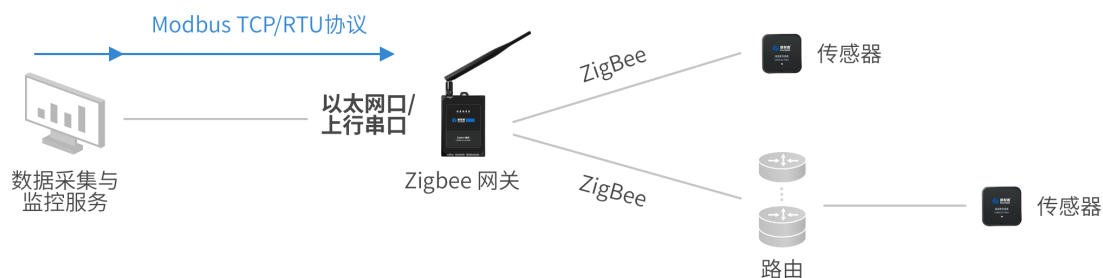 Modbus TCP/RTU协议
以太网口/
上行串口
数据采集与
监控服务
Zigbee 网关
ZigBee
传感器
ZigBee
路由
传感器